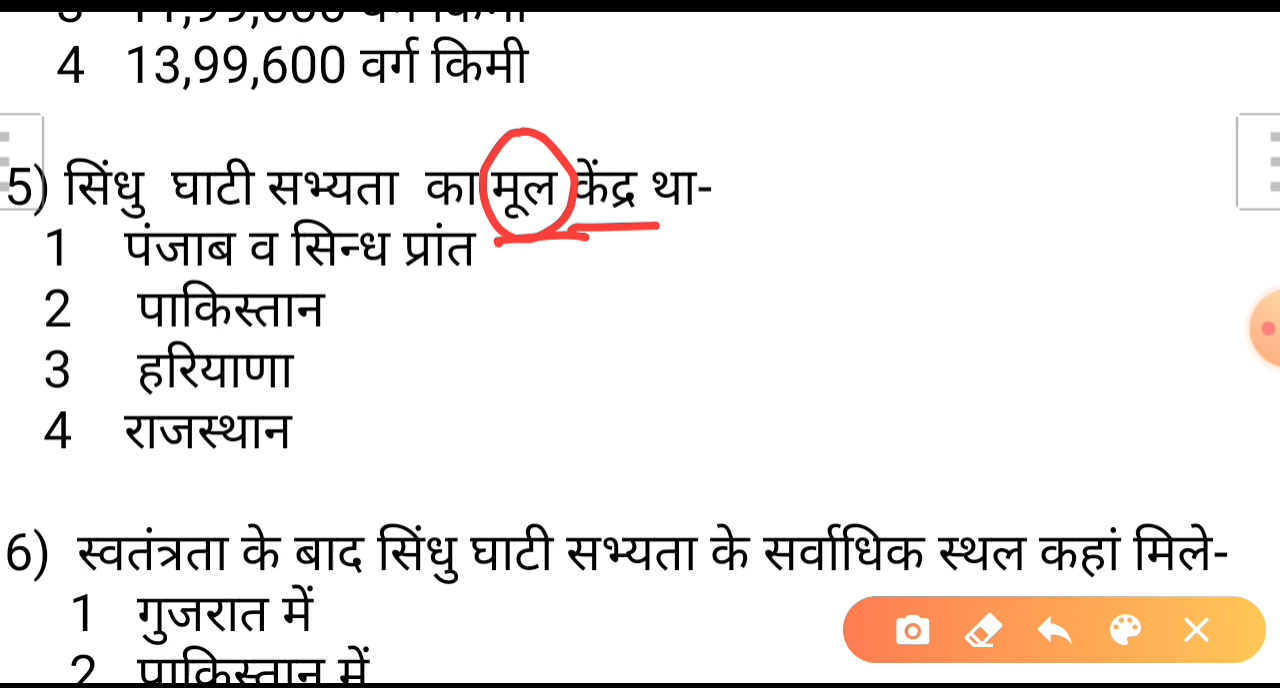 4 13,99,600 वर्ग किमी
5) सिंधु घाटी सभ्यता का मूल केंद्र था-
1 पंजाब व सिन्ध प्रांत
2 पाकिस्तान
3 हरियाणा
4 राजस्थान
6) स्वतंत्रता के बाद सिंधु घाटी सभ्यता के सर्वाधिक स्थल कहां मिले-
1 गुजरात में
2 पाकिस्तान में